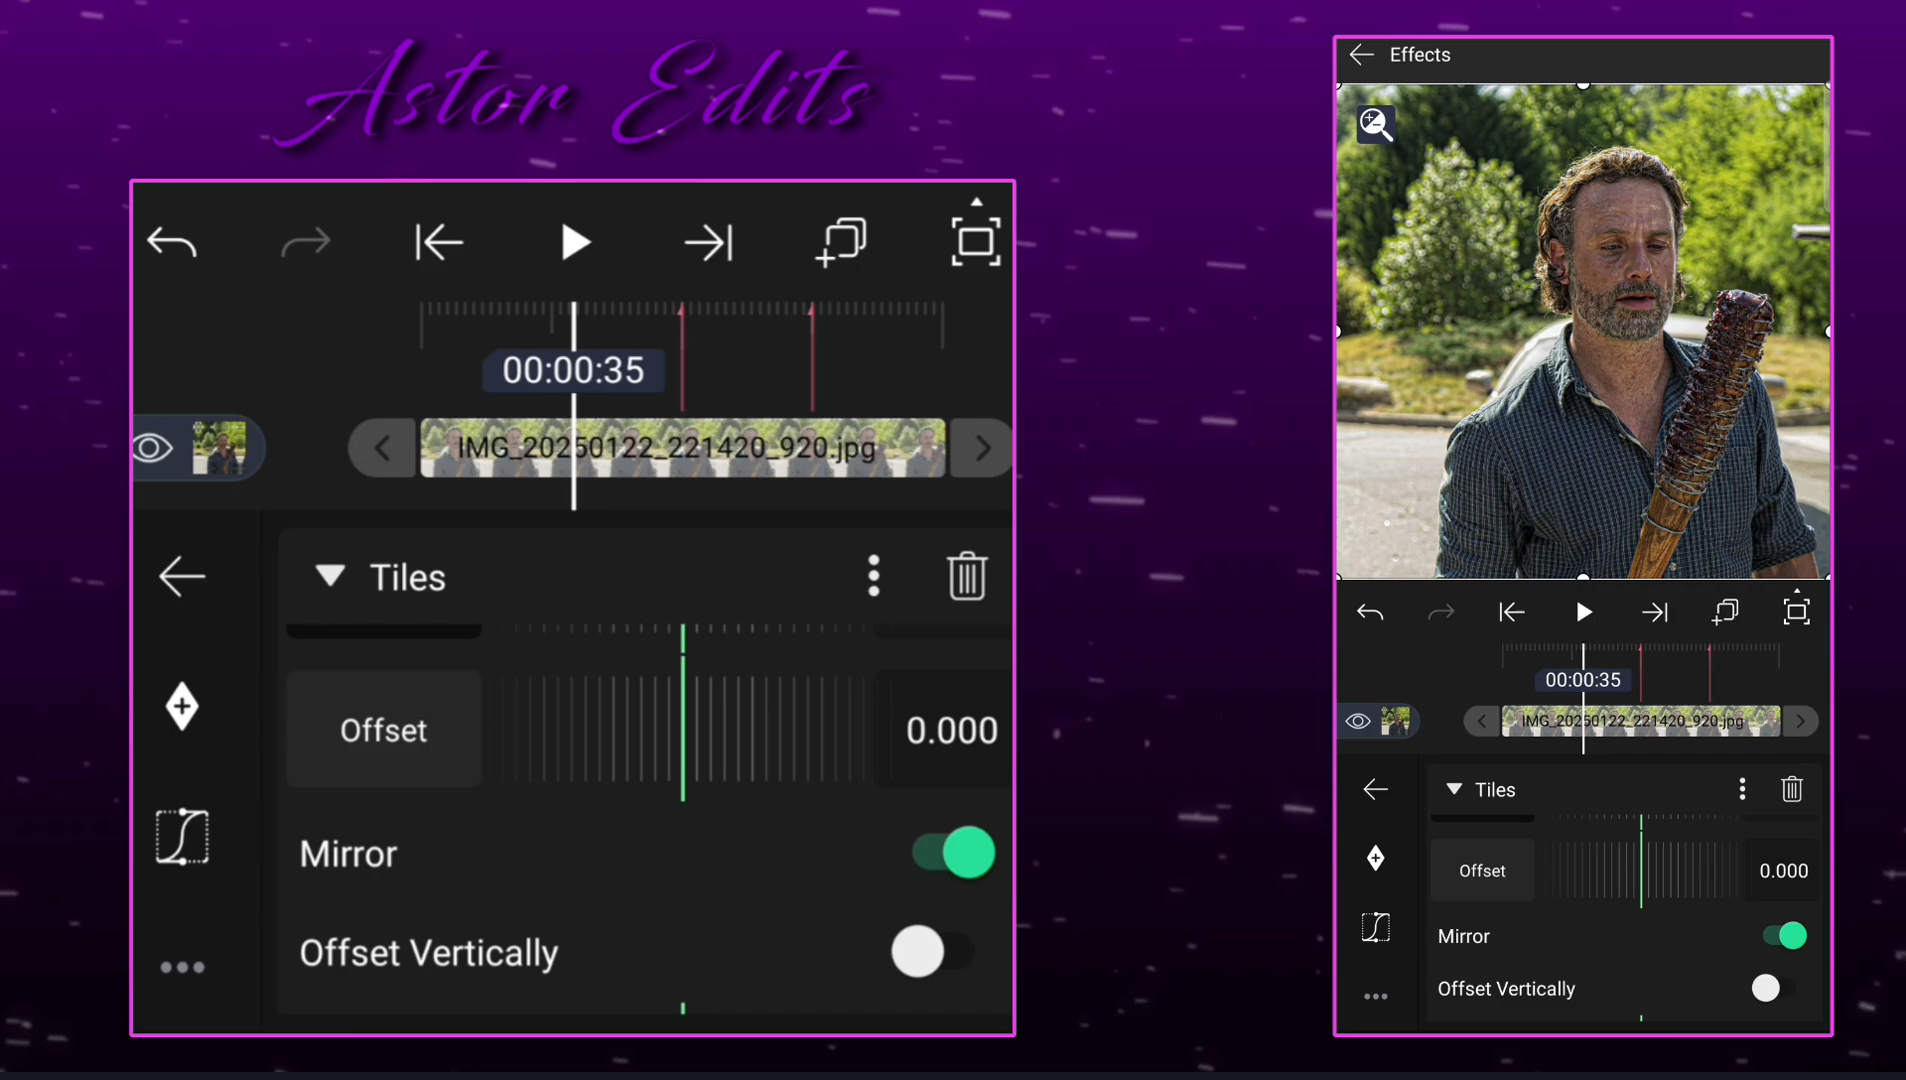 Astor Edits
00:00:35
IMG_20250122_221420_920.jpg
Tiles
Offset
0.000
Mirror
Offset Vertically
Effects
00:00:35
IMG_20250122_221420_920.jpg
Tiles
Offset
0.000
Mirror
Offset Vertically